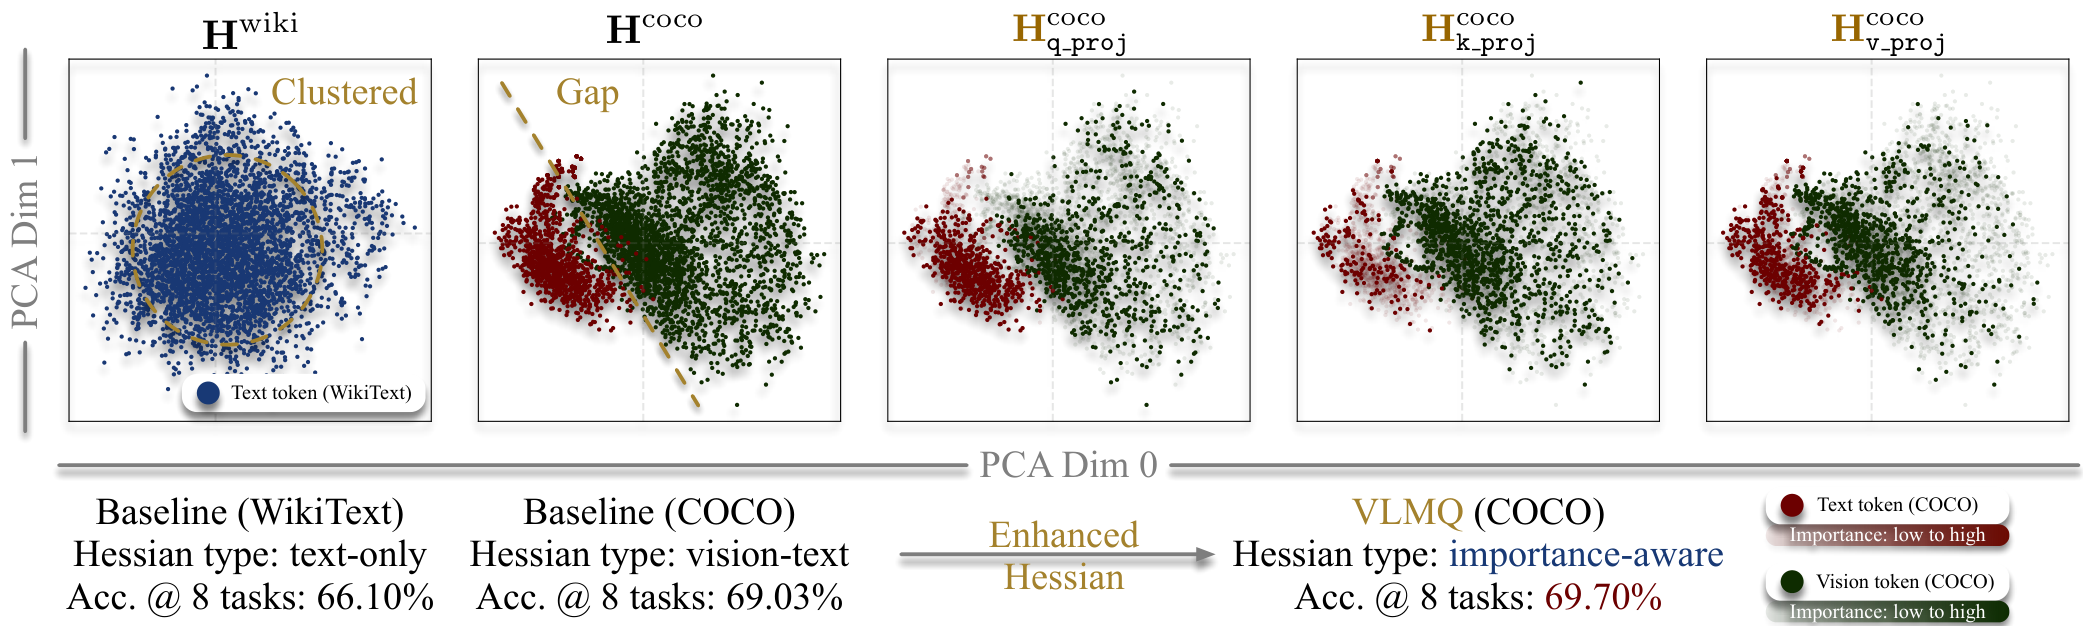 H^wiki
H^coco
H^coco_q_proj
H^coco_k_proj
H^coco_v_proj
PCA Dim 1
Clustered
Text token (WikiText)
Gap
PCA Dim 0
Baseline (WikiText)
Hessian type: text-only
Acc. @ 8 tasks: 66.10%
Baseline (COCO)
Hessian type: vision-text
Acc. @ 8 tasks: 69.03%
Enhanced
Hessian
VLMQ (COCO)
Hessian type: importance-aware
Acc. @ 8 tasks: 69.70%
Text token (COCO)
Importance: low to high
Vision token (COCO)
Importance: low to high